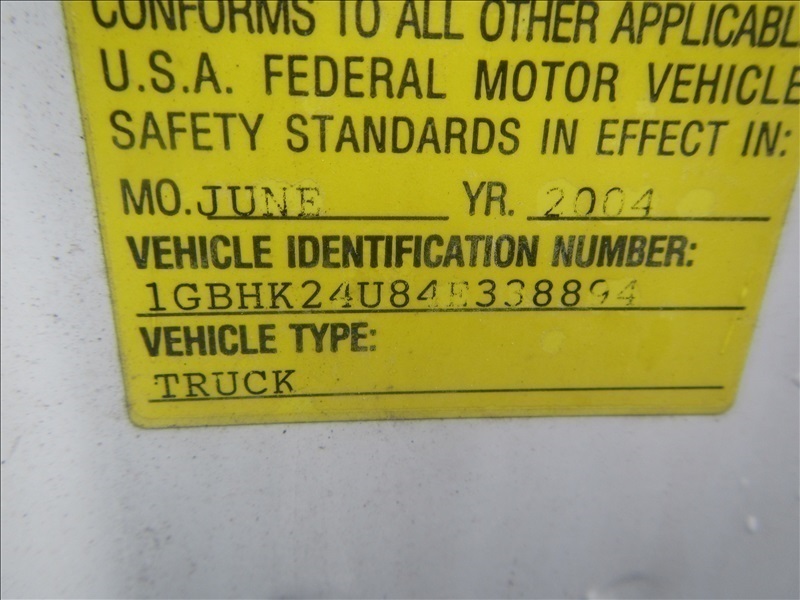 CONFORMS TO ALL OTHER APPLICABL
U.S.A. FEDERAL MOTOR VEHICLE
SAFETY STANDARDS IN EFFECT IN:
MO. JUNE YR. 2004
VEHICLE IDENTIFICATION NUMBER:
1GBHK24U84E338894
VEHICLE TYPE:
TRUCK